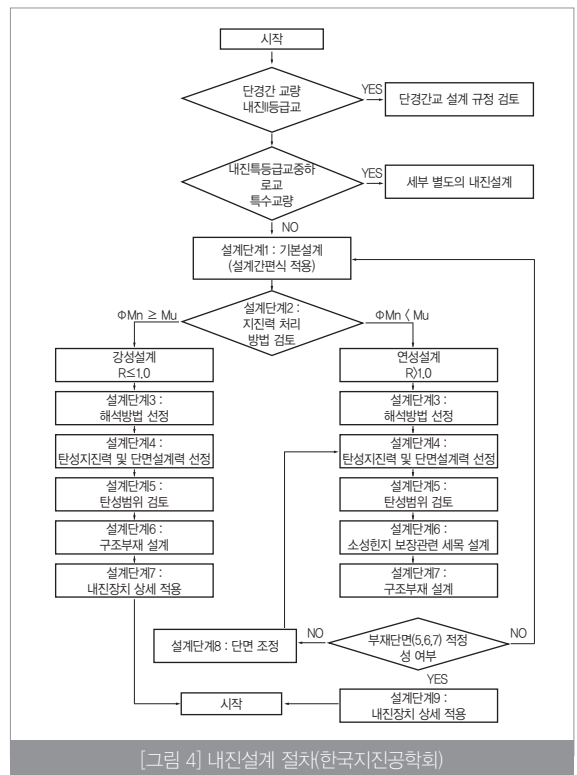 시작
단경간 교량
내진II등급교
YES
단경간교 설계 규정 검토
내진특등급교중하
로교
특수교량
YES
세부 별도의 내진설계
NO
설계단계1 : 기본설계
(설계간편식 적용)
설계단계2 :
지진력 처리
방법 검토
ΦMn ≥ Mu
ΦMn < Mu
강성설계
R≤1.0
설계단계3 :
해석방법 선정
설계단계4 :
탄성지진력 및 단면설계력 선정
설계단계5 :
탄성범위 검토
설계단계6 :
구조부재 설계
설계단계7 :
내진장치 상세 적용
연성설계
R>1.0
설계단계3 :
해석방법 선정
설계단계4 :
탄성지진력 및 단면설계력 선정
설계단계5 :
탄성범위 검토
설계단계6 :
소성힌지 보장관련 세목 설계
설계단계7 :
구조부재 설계
설계단계8 : 단면 조정
NO
부재단면(5,6,7) 적정
성 여부
NO
YES
시작
설계단계9 :
내진장치 상세 적용
[그림 4] 내진설계 절차(한국지진공학회)